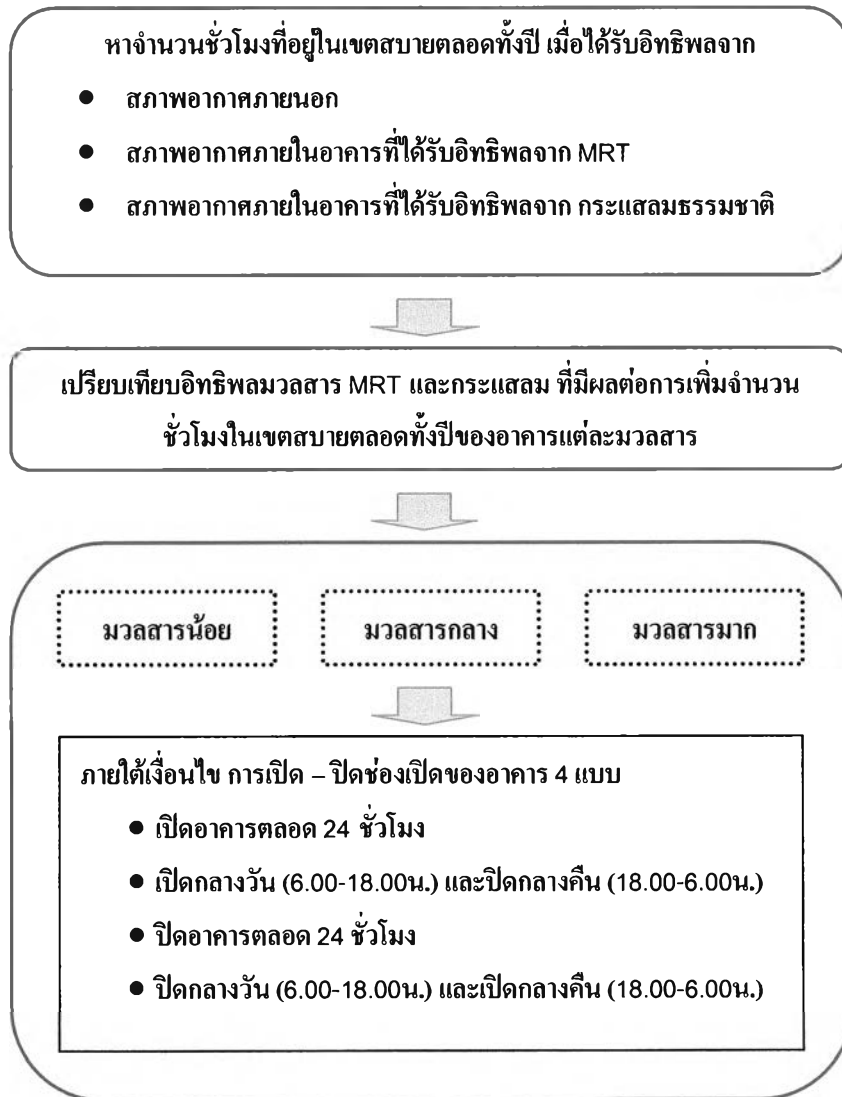 หาจำนวนชั่วโมงที่อยู่ในเขตสบายตลอดทั้งปี เมื่อได้รับอิทธิพลจาก
● สภาพอากาศภายนอก
● สภาพอากาศภายในอาคารที่ได้รับอิทธิพลจาก MRT
● สภาพอากาศภายในอาคารที่ได้รับอิทธิพลจาก กระแสลมธรรมชาติ
เปรียบเทียบอิทธิพลมวลสาร MRT และกระแสลม ที่มีผลต่อการเพิ่มจำนวน
ชั่วโมงในเขตสบายตลอดทั้งปีของอาคารแต่ละมวลสาร
มวลสารน้อย มวลสารกลาง มวลสารมาก
ภายใต้เงื่อนไข การเปิด – ปิดช่องเปิดของอาคาร 4 แบบ
● เปิดอาคารตลอด 24 ชั่วโมง
● เปิดกลางวัน (6.00-18.00น.) และปิดกลางคืน (18.00-6.00น.)
● ปิดอาคารตลอด 24 ชั่วโมง
● ปิดกลางวัน (6.00-18.00น.) และเปิดกลางคืน (18.00-6.00น.)